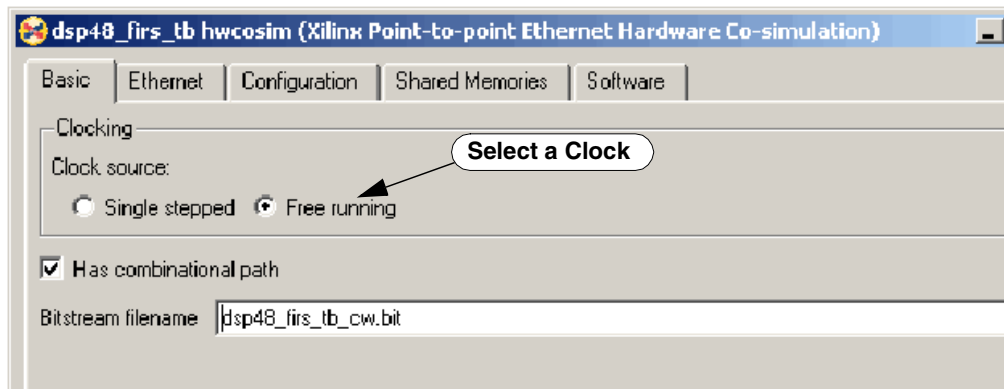 dsp48_firs_tb hwcosim (Xilinx Point-to-point Ethernet Hardware Co-simulation)
Basic Ethernet Configuration Shared Memories Software
Clocking
Select a Clock
Clock source:
Single stepped Free running
Has combinational path
Bitstream filename dsp48_firs_tb_cw.bit